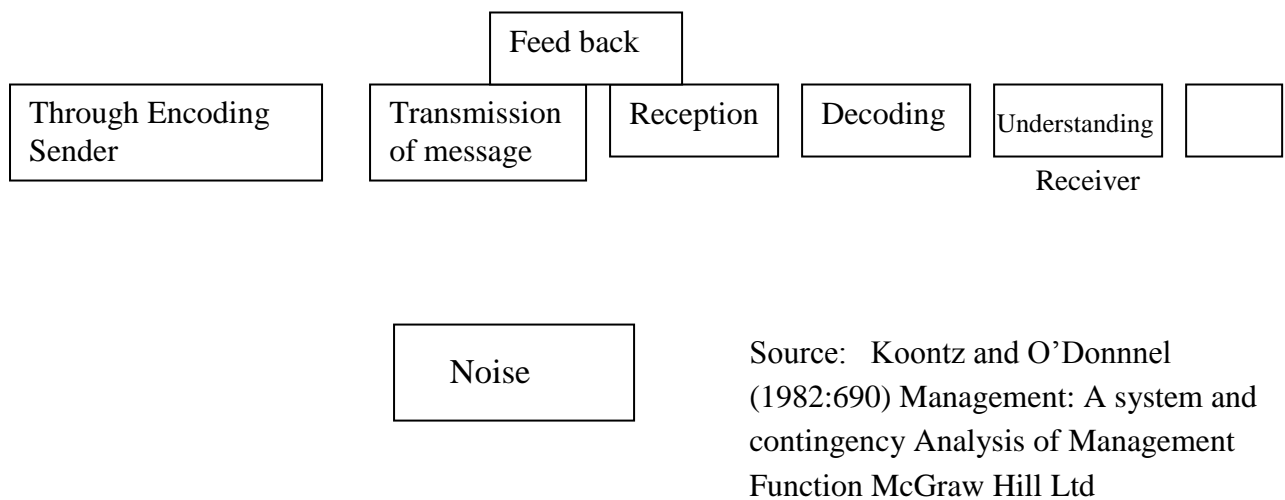 Feed back
Through Encoding
Sender
Transmission
of message
Reception
Decoding
Understanding
Receiver
Noise
Source: Koontz and O’Donnnel
(1982:690) Management: A system and
contingency Analysis of Management
Function McGraw Hill Ltd